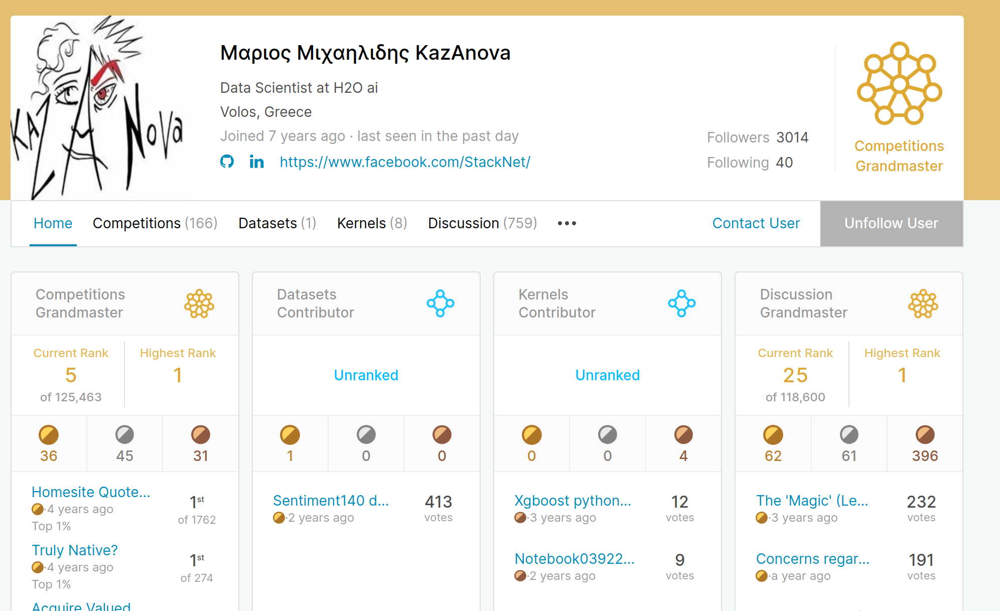 KAZANOVA
Μαριος Μιχαηλιδης KazAnova
Data Scientist at H2O ai
Volos, Greece
Joined 7 years ago · last seen in the past day
https://www.facebook.com/StackNet/
Followers 3014
Following 40
Competitions
Grandmaster
Home Competitions (166) Datasets (1) Kernels (8) Discussion (759) •••
Contact User
Unfollow User
Competitions
Grandmaster
Current Rank
5
of 125,463
Highest Rank
1
36 45 31
Homesite Quote...
·4 years ago
Top 1%
1st
of 1762
Truly Native?
·4 years ago
Top 1%
1st
of 274
Acquire Valued
Datasets
Contributor
Unranked
1 0 0
Sentiment140 d...
·2 years ago
413
votes
Kernels
Contributor
Unranked
0 0 4
Xgboost python...
·3 years ago
12
votes
Notebook03922...
·2 years ago
9
votes
Discussion
Grandmaster
Current Rank
25
of 118,600
Highest Rank
1
62 61 396
The 'Magic' (Le...
·3 years ago
232
votes
Concerns regar...
·a year ago
191
votes